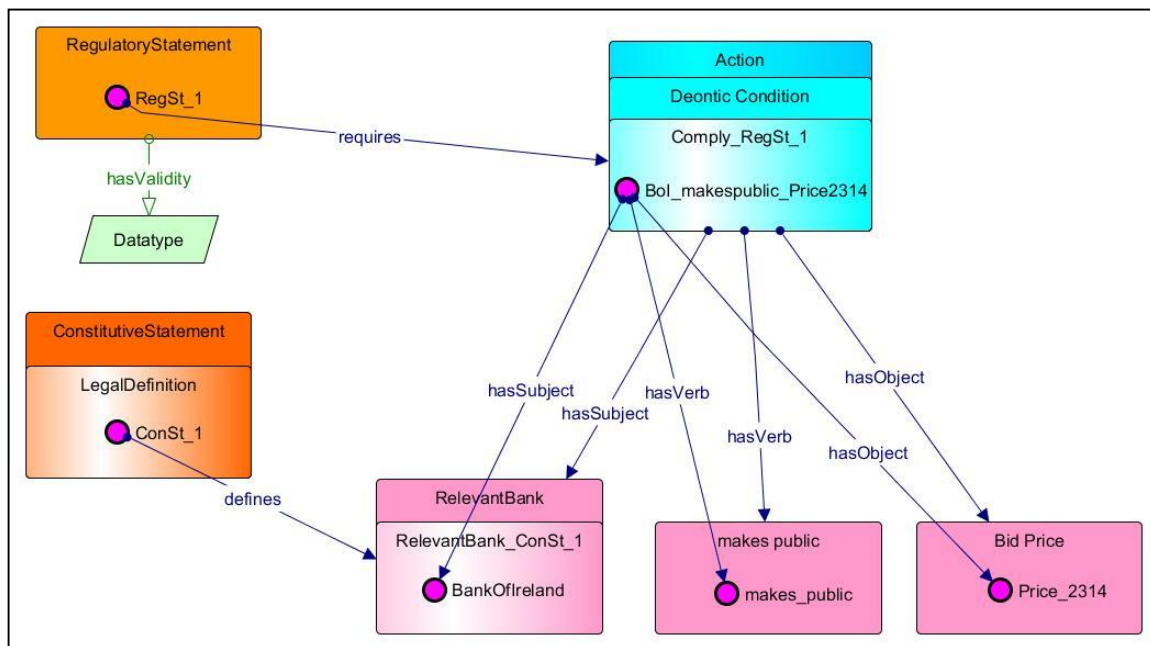 RegulatoryStatement
RegSt_1
hasValidity
Datatype
requires
Action
Deontic Condition
Comply_RegSt_1
BoI_makespublic_Price2314
ConstitutiveStatement
LegalDefinition
ConSt_1
defines
hasSubject
hasSubject
hasVerb
hasVerb
hasObject
hasObject
RelevantBank
RelevantBank_ConSt_1
BankOfIreland
makes public
makes_public
Bid Price
Price_2314